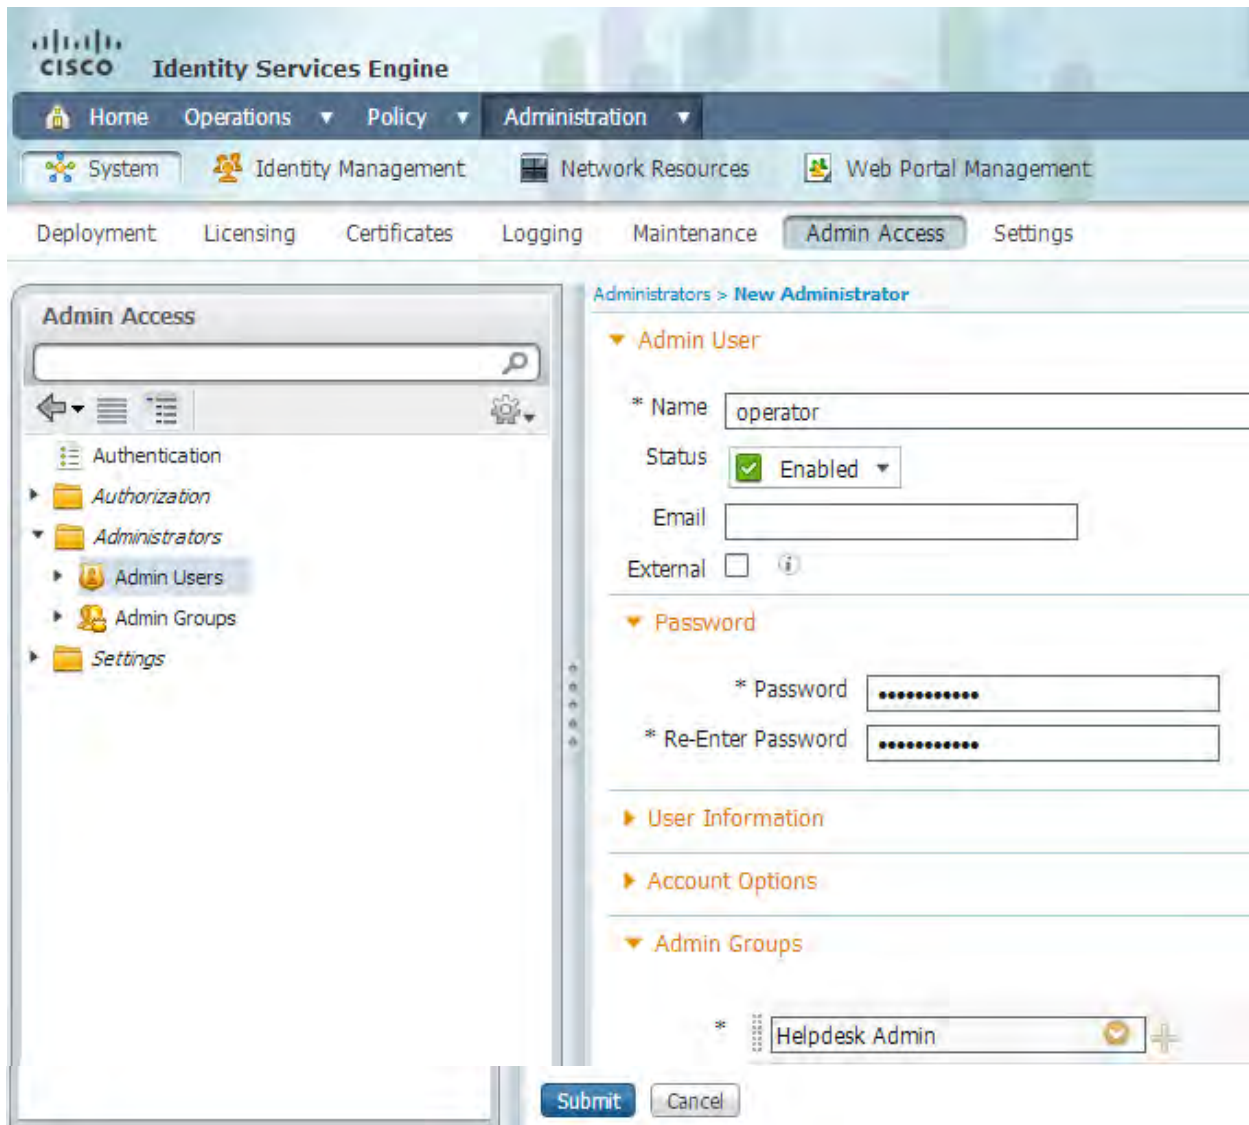 CISCO Identity Services Engine
Home Operations Policy Administration
System Identity Management Network Resources Web Portal Management
Deployment Licensing Certificates Logging Maintenance Admin Access Settings
Admin Access
Authentication
Authorization
Administrators
Admin Users
Admin Groups
Settings
Administrators > New Administrator
Admin User
* Name operator
Status Enabled
Email
External
Password
* Password •••••••••••
* Re-Enter Password •••••••••••
User Information
Account Options
Admin Groups
* Helpdesk Admin
Submit Cancel